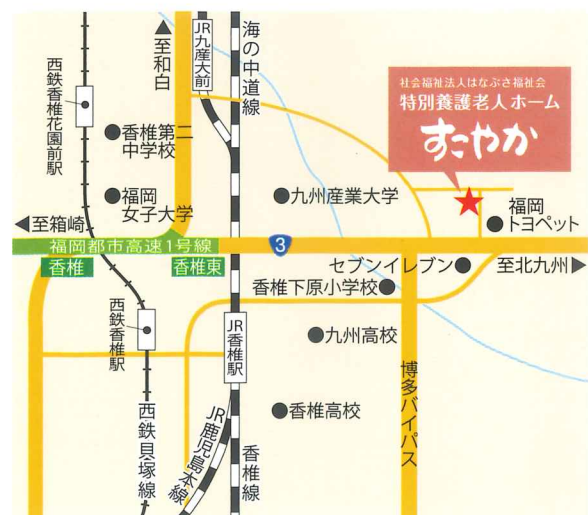 ▲至和白
JR九産大前
海の中道線
西鉄香椎花園前駅
社会福祉法人はなぶさ福祉会
特別養護老人ホーム
すこやか
●香椎第二
中学校
●福岡
女子大学
●九州産業大学
●福岡
トヨペット
◀至箱崎
福岡都市高速1号線
3
香椎
香椎東
セブンイレブン●
至北九州▶
香椎下原小学校●
西鉄香椎駅
JR香椎駅
●九州高校
博多バイパス
●香椎高校
西鉄貝塚線
JR鹿児島本線
香椎線